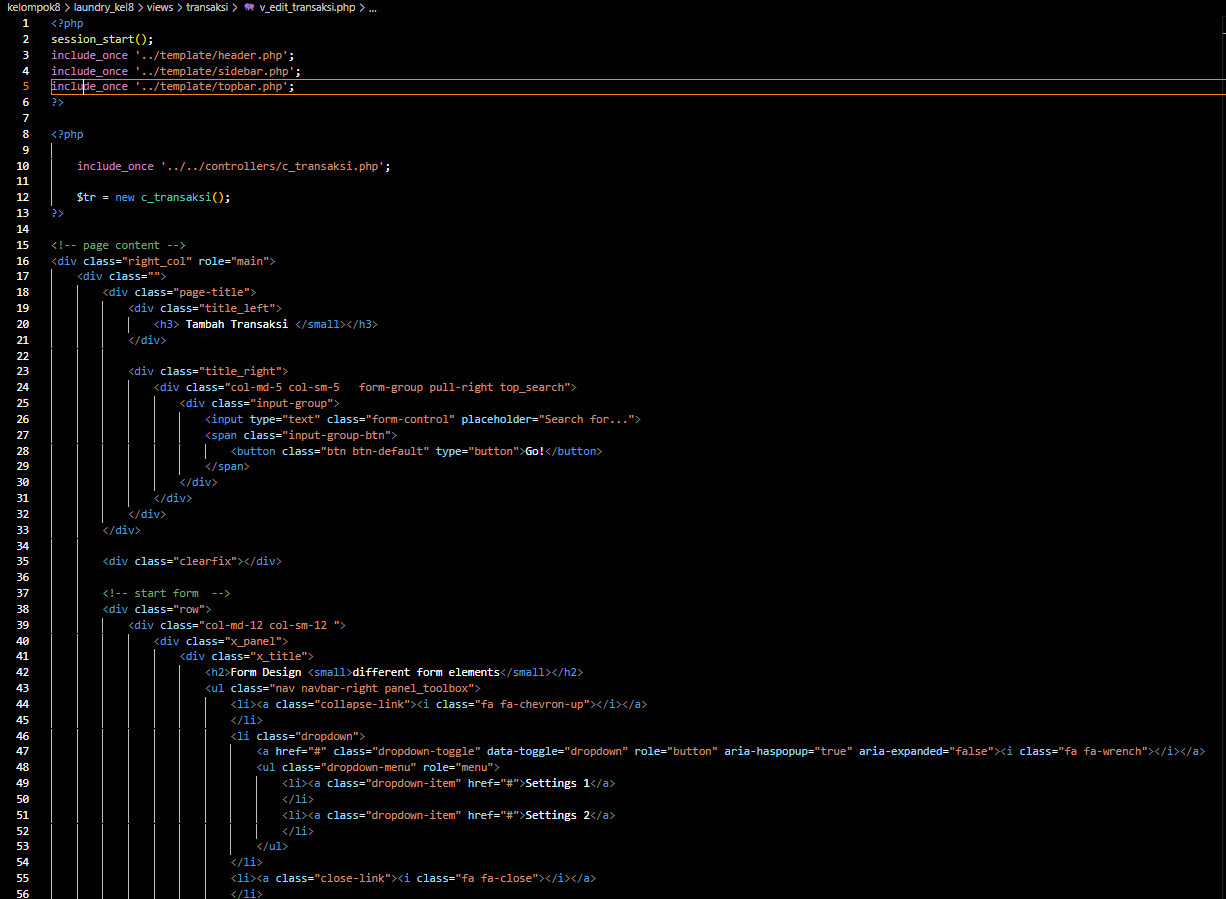 kelompok8 > laundry_kel8 > views > transaksi > v_edit_transaksi.php > ...
1 <?php
2 session_start();
3 include_once '../template/header.php';
4 include_once '../template/sidebar.php';
5 include_once '../template/topbar.php';
6 ?>
7
8 <?php
9
10 include_once '../../controllers/c_transaksi.php';
11
12 $tr = new c_transaksi();
13 ?>
14
15 <!-- page content -->
16 <div class="right_col" role="main">
17 <div class="">
18 <div class="page-title">
19 <div class="title_left">
20 <h3> Tambah Transaksi </small></h3>
21 </div>
22
23 <div class="title_right">
24 <div class="col-md-5 col-sm-5   form-group pull-right top_search">
25 <div class="input-group">
26 <input type="text" class="form-control" placeholder="Search for...">
27 <span class="input-group-btn">
28 <button class="btn btn-default" type="button">Go!</button>
29 </span>
30 </div>
31 </div>
32 </div>
33 </div>
34
35 <div class="clearfix"></div>
36
37 <!-- start form  -->
38 <div class="row">
39 <div class="col-md-12 col-sm-12 ">
40 <div class="x_panel">
41 <div class="x_title">
42 <h2>Form Design <small>different form elements</small></h2>
43 <ul class="nav navbar-right panel_toolbox">
44 <li><a class="collapse-link"><i class="fa fa-chevron-up"></i></a>
45 </li>
46 <li class="dropdown">
47 <a href="#" class="dropdown-toggle" data-toggle="dropdown" role="button" aria-haspopup="true" aria-expanded="false"><i class="fa fa-wrench"></i></a>
48 <ul class="dropdown-menu" role="menu">
49 <li><a class="dropdown-item" href="#">Settings 1</a>
50 </li>
51 <li><a class="dropdown-item" href="#">Settings 2</a>
52 </li>
53 </ul>
54 </li>
55 <li><a class="close-link"><i class="fa fa-close"></i></a>
56 </li>